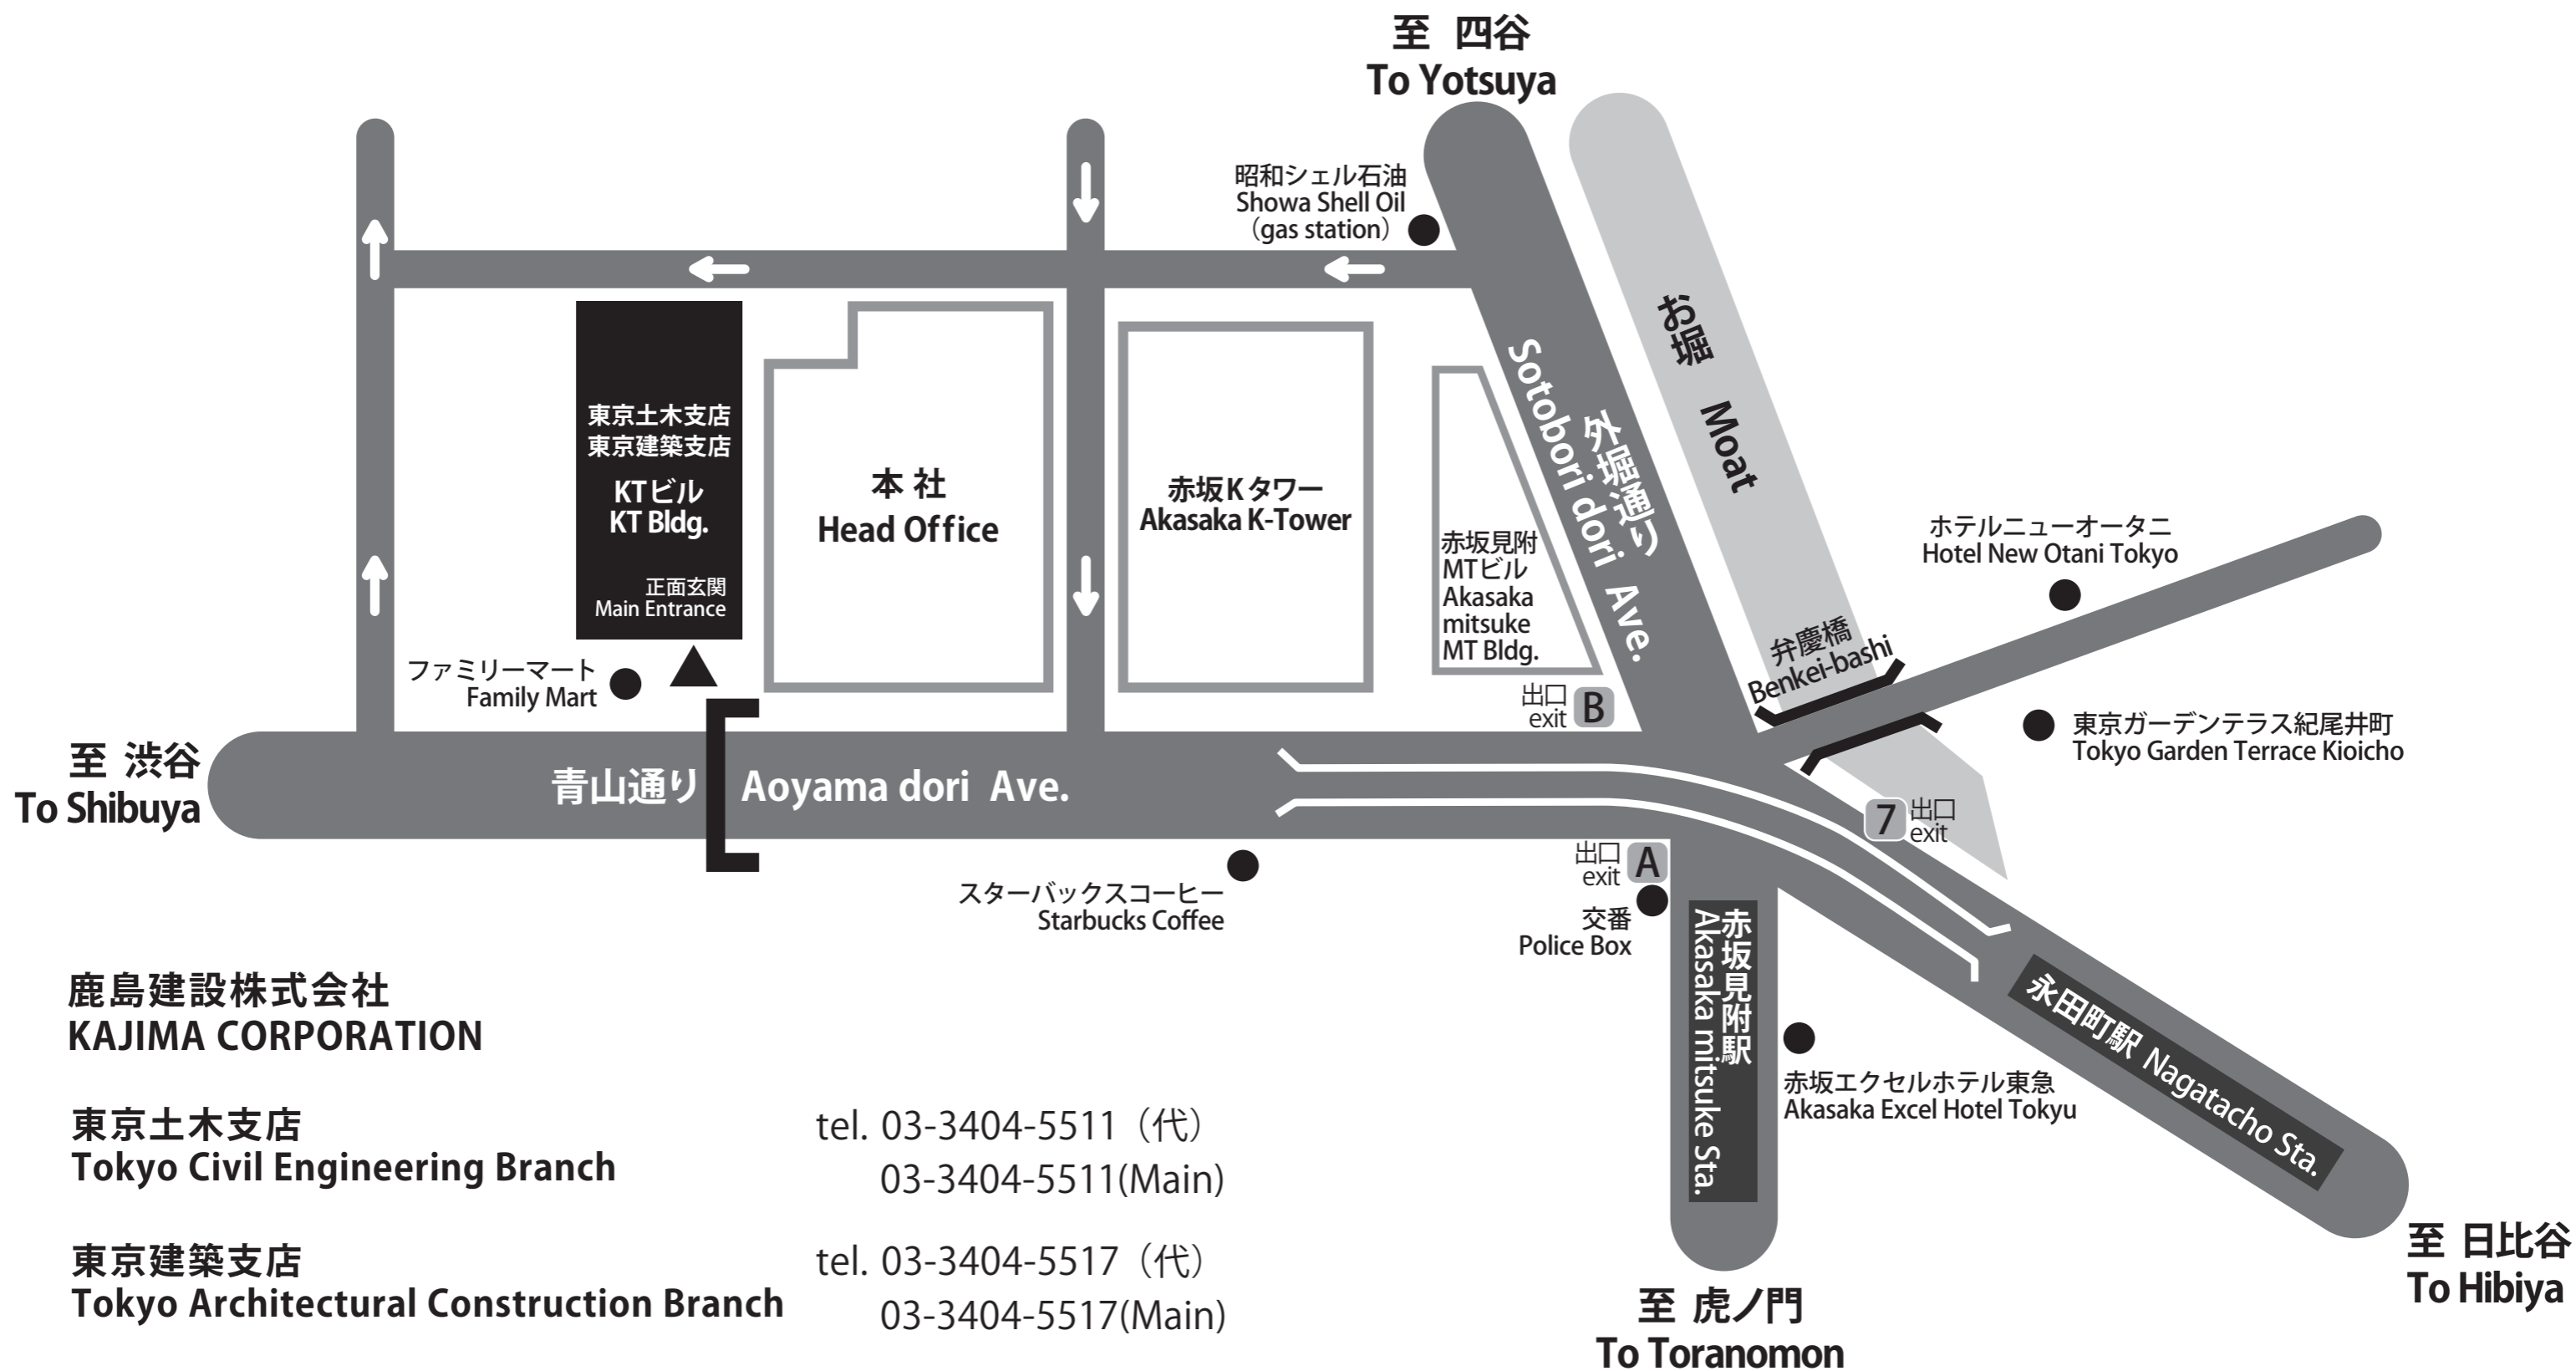 至 四谷
To Yotsuya
昭和シェル石油
Showa Shell Oil
（gas station）
お堀 Moat
外堀通り
Sotobori dori Ave.
東京土木支店
東京建築支店
KTビル
KT Bldg.
正面玄関
Main Entrance
本 社
Head Office
赤坂Kタワー
Akasaka K-Tower
赤坂見附
MTビル
Akasaka
mitsuke
MT Bldg.
ホテルニューオータニ
Hotel New Otani Tokyo
弁慶橋
Benkei-bashi
ファミリーマート
Family Mart
出口
exit
B
東京ガーデンテラス紀尾井町
Tokyo Garden Terrace Kioicho
至 渋谷
To Shibuya
青山通り Aoyama dori Ave.
7
出口
exit
出口
exit
A
スターバックスコーヒー
Starbucks Coffee
交番
Police Box
赤坂見附駅
Akasaka mitsuke Sta.
永田町駅 Nagatacho Sta.
赤坂エクセルホテル東急
Akasaka Excel Hotel Tokyu
至 日比谷
To Hibiya
至 虎ノ門
To Toranomon
鹿島建設株式会社
KAJIMA CORPORATION
東京土木支店
Tokyo Civil Engineering Branch
tel. 03-3404-5511（代）
03-3404-5511(Main)
東京建築支店
Tokyo Architectural Construction Branch
tel. 03-3404-5517（代）
03-3404-5517(Main)